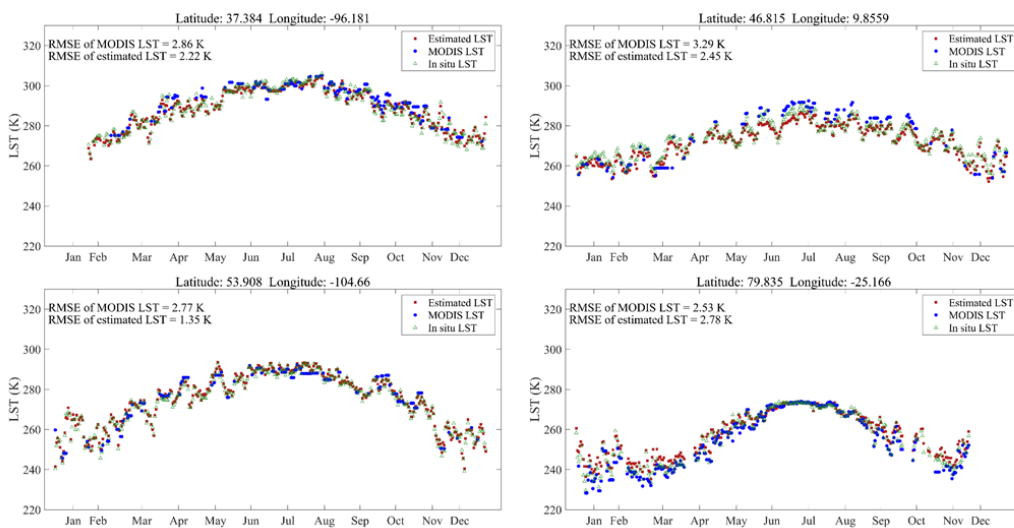 Latitude: 37.384 Longitude: -96.181
RMSE of MODIS LST = 2.86 K
RMSE of estimated LST = 2.22 K
Estimated LST
MODIS LST
In situ LST
LST (K)
320
300
280
260
240
220
Jan Feb Mar Apr May Jun Jul Aug Sep Oct Nov Dec
Latitude: 46.815 Longitude: 9.8559
RMSE of MODIS LST = 3.29 K
RMSE of estimated LST = 2.45 K
Estimated LST
MODIS LST
In situ LST
LST (K)
320
300
280
260
240
220
Jan Feb Mar Apr May Jun Jul Aug Sep Oct Nov Dec
Latitude: 53.908 Longitude: -104.66
RMSE of MODIS LST = 2.77 K
RMSE of estimated LST = 1.35 K
Estimated LST
MODIS LST
In situ LST
LST (K)
320
300
280
260
240
220
Jan Feb Mar Apr May Jun Jul Aug Sep Oct Nov Dec
Latitude: 79.835 Longitude: -25.166
RMSE of MODIS LST = 2.53 K
RMSE of estimated LST = 2.78 K
Estimated LST
MODIS LST
In situ LST
LST (K)
320
300
280
260
240
220
Jan Feb Mar Apr May Jun Jul Aug Sep Oct Nov Dec